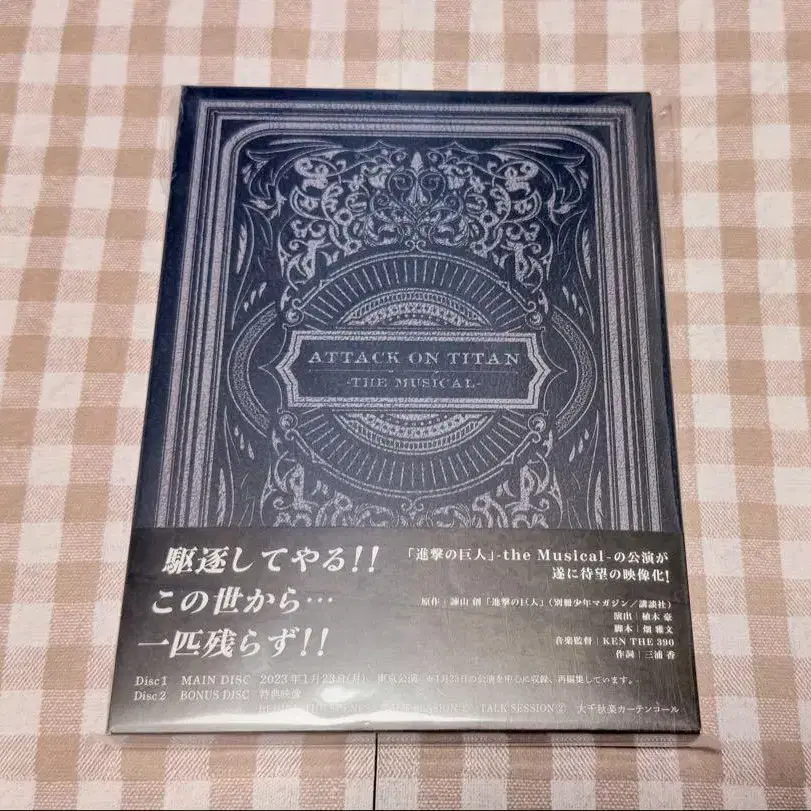 ATTACK ON TITAN
-THE MUSICAL-
駆逐してやる!!
この世から…
一匹残らず!!
「進撃の巨人」-the Musical-の公演が
遂に待望の映像化!
原作|諫山 創「進撃の巨人」(別冊少年マガジン/講談社)
演出|植木 豪
脚本|畑 雅文
音楽監督|KEN THE 390
作詞|三浦 香
Disc1 MAIN DISC 2023年1月23日(月) 東京公演 ※1月23日の公演を中心に収録、再編集しています。
Disc2 BONUS DISC 特典映像
TALK SESSION② 大千秋楽カーテンコール